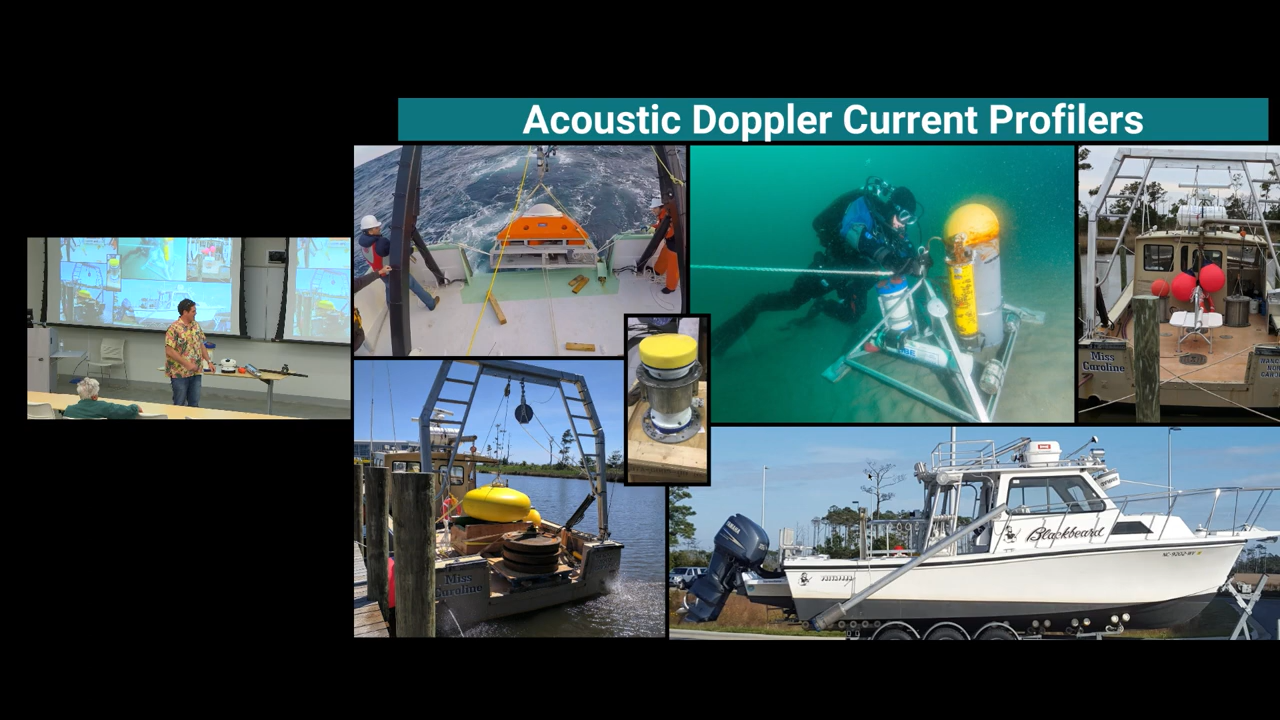 Acoustic Doppler Current Profilers
Miss
Caroline
Miss
Caroline
YAMAHA
Blackbeard